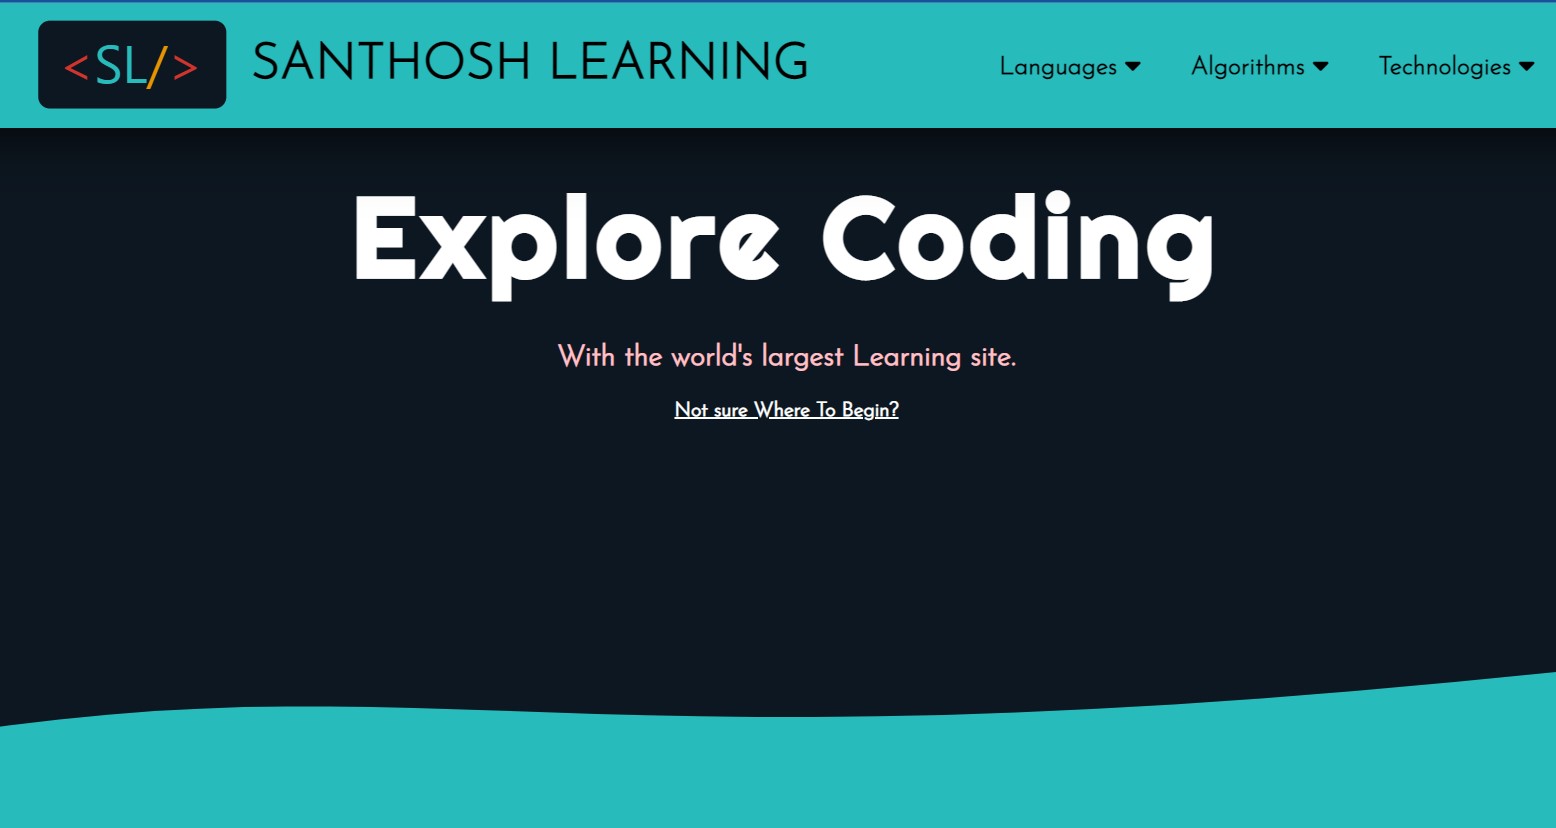 <SL/>
SANTHOSH LEARNING
Languages
Algorithms
Technologies
Explore Coding
With the world's largest Learning site.
Not sure Where To Begin?